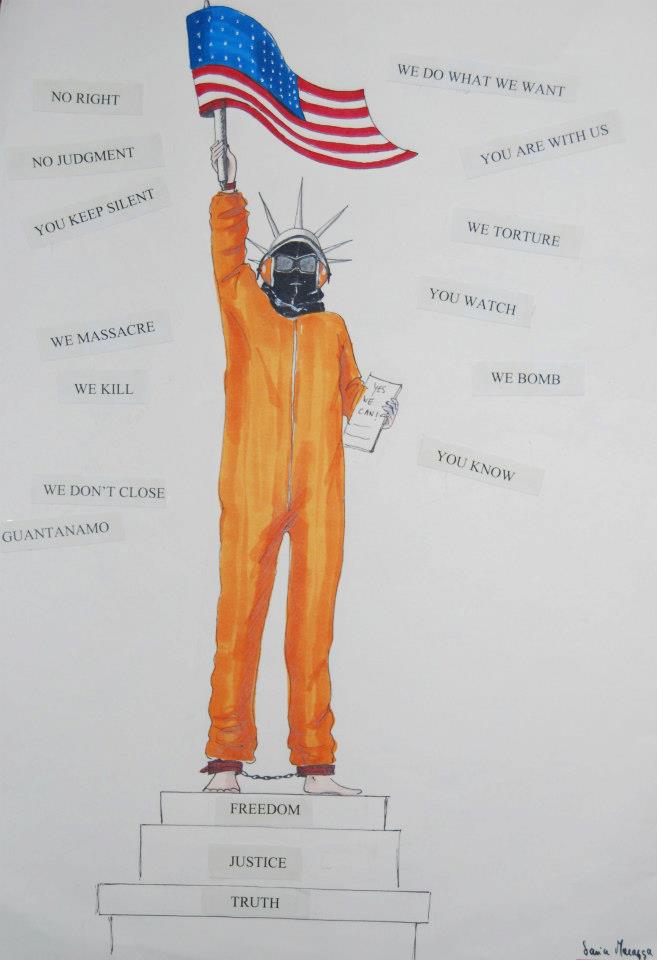 WE DO WHAT WE WANT
NO RIGHT
YOU ARE WITH US
NO JUDGMENT
YOU KEEP SILENT
WE TORTURE
YOU WATCH
WE MASSACRE
WE KILL
WE BOMB
YES
WE
CAN!
YOU KNOW
WE DON'T CLOSE
GUANTANAMO
FREEDOM
JUSTICE
TRUTH